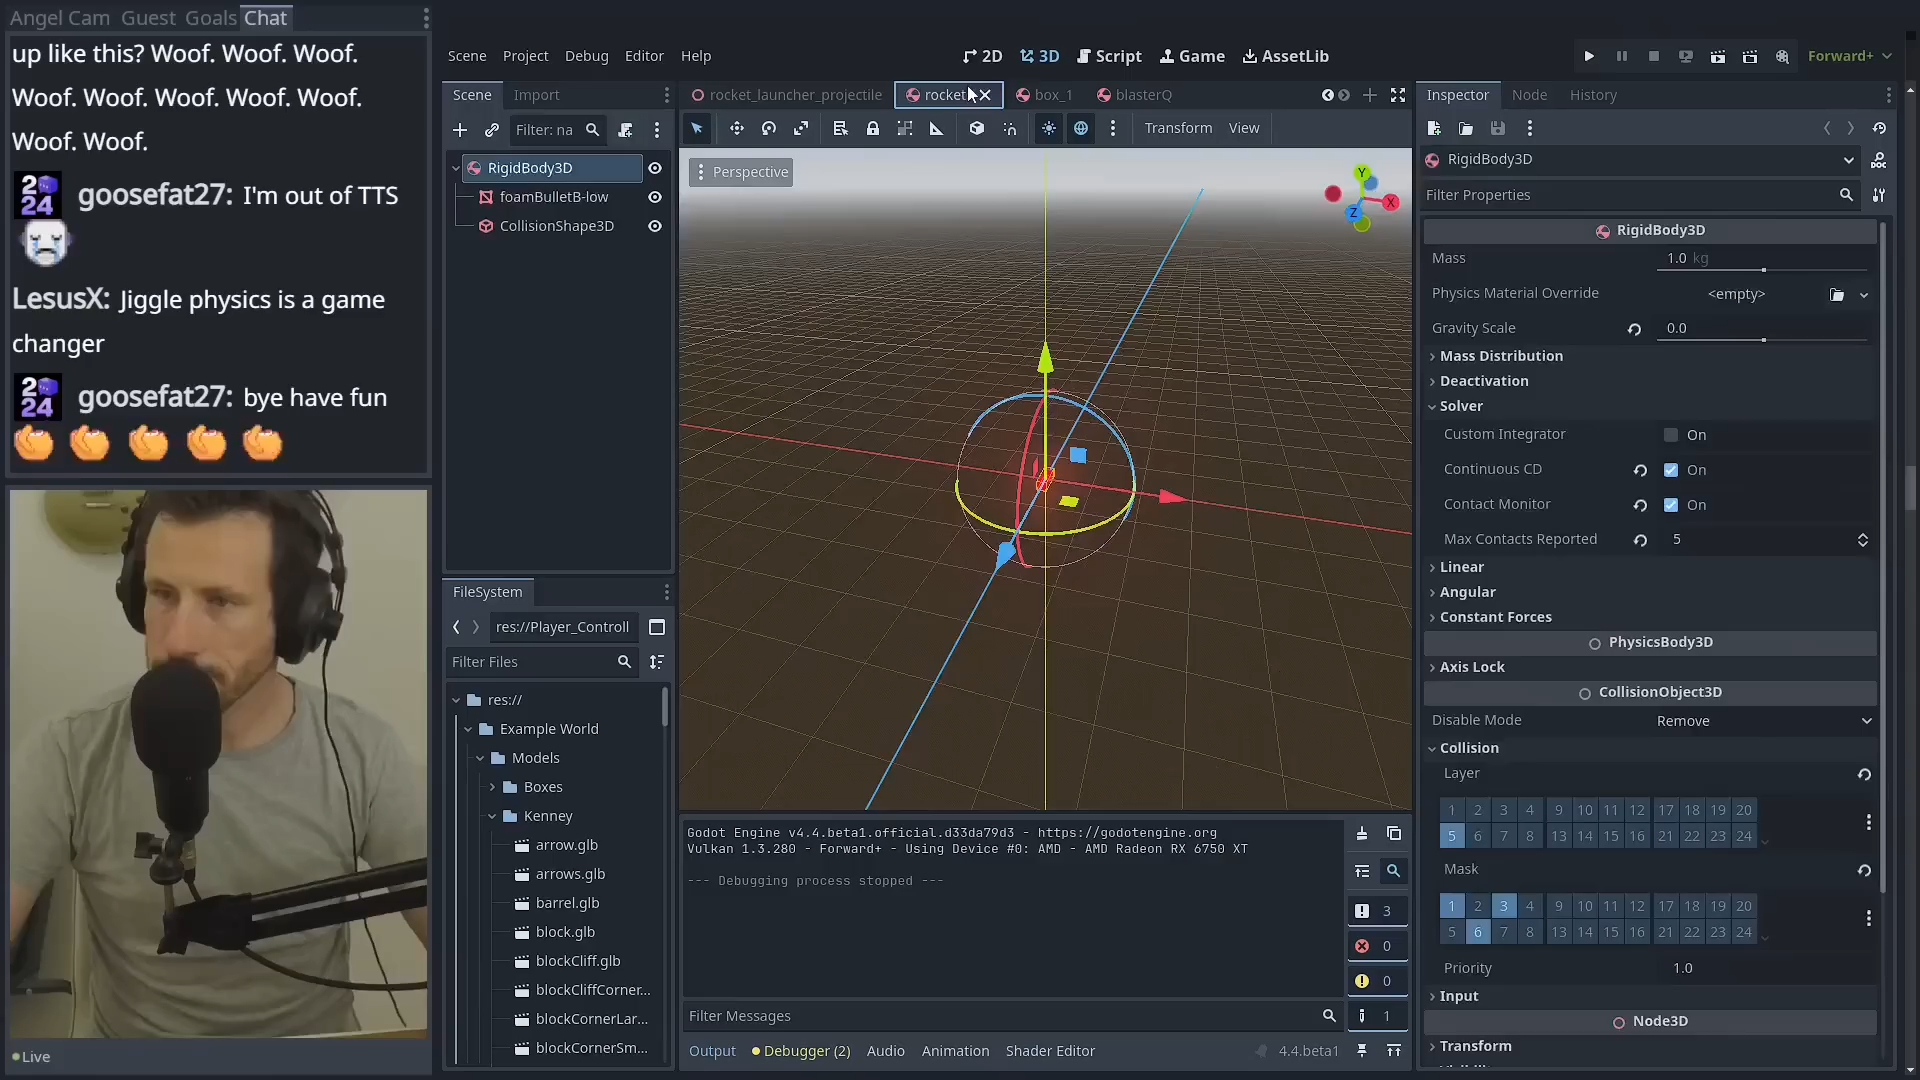 Angel Cam Guest Goals Chat
up like this? Woof. Woof. Woof.
Woof. Woof. Woof. Woof. Woof.
Woof. Woof.
goosefat27: I'm out of TTS
LesusX: Jiggle physics is a game
changer
goosefat27: bye have fun
Live
Scene Project Debug Editor Help
2D 3D Script Game AssetLib
Forward+
Scene Import
Filter: na
RigidBody3D
foamBulletB-low
CollisionShape3D
FileSystem
res://Player_Controll
Filter Files
res://
Example World
Models
Boxes
Kenney
arrow.glb
arrows.glb
barrel.glb
block.glb
blockCliff.glb
blockCliffCorner...
blockCornerLar...
blockCornerSm...
rocket_launcher_projectile rocket box_1 blasterQ
Transform View
Perspective
Y
X
Z
Godot Engine v4.4.beta1.official.d33da79d3 - https://godotengine.org
Vulkan 1.3.280 - Forward+ - Using Device #0: AMD - AMD Radeon RX 6750 XT
--- Debugging process stopped ---
3
0
0
1
Filter Messages
Output Debugger (2) Audio Animation Shader Editor 4.4.beta1
Inspector Node History
RigidBody3D
Filter Properties
RigidBody3D
Mass 1.0 kg
Physics Material Override <empty>
Gravity Scale 0.0
Mass Distribution
Deactivation
Solver
Custom Integrator On
Continuous CD On
Contact Monitor On
Max Contacts Reported 5
Linear
Angular
Constant Forces
PhysicsBody3D
Axis Lock
CollisionObject3D
Disable Mode Remove
Collision
Layer
1 2 3 4 9 10 11 12 17 18 19 20
5 6 7 8 13 14 15 16 21 22 23 24
Mask
1 2 3 4 9 10 11 12 17 18 19 20
5 6 7 8 13 14 15 16 21 22 23 24
Priority 1.0
Input
Node3D
Transform